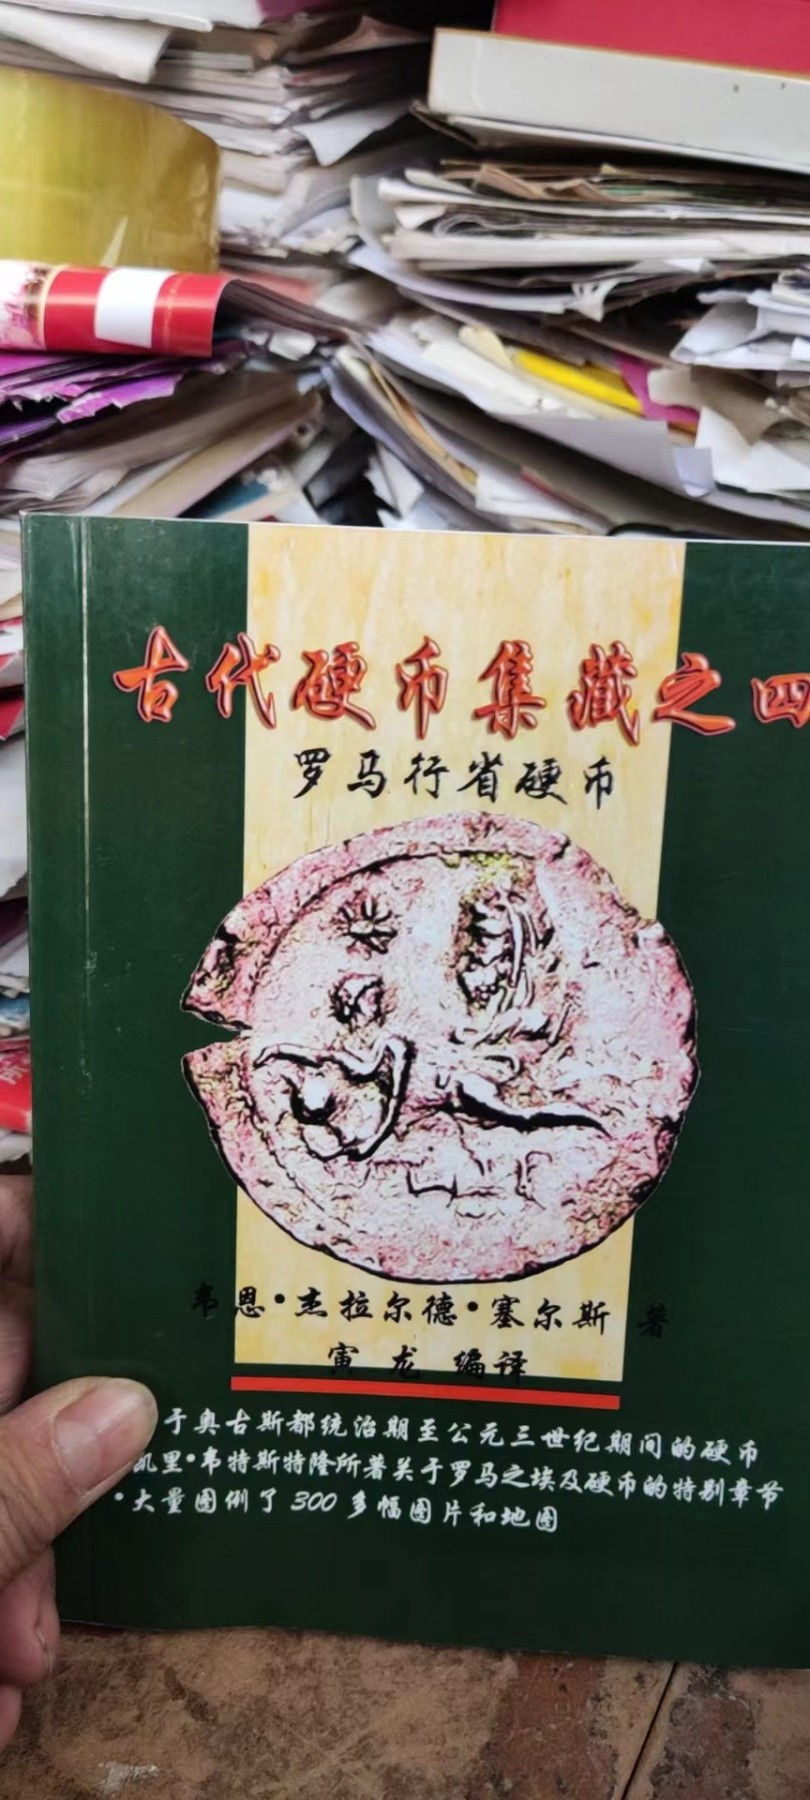 古代硬币集藏之四
罗马行省硬币
韦恩•杰拉尔德•塞尔斯 著
寅龙 编译
于奥古斯都统治期至公元三世纪期间的硬币
凯里•韦特斯特隆所著关于罗马之埃及硬币的特别章节
•大量图例了300多幅图片和地图